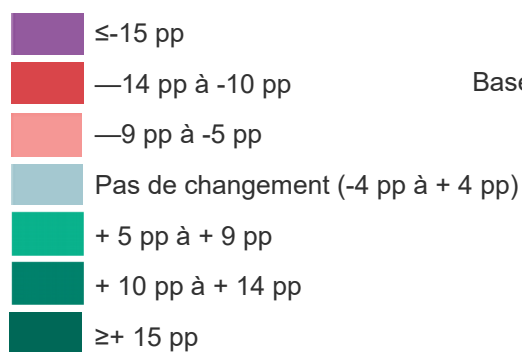 ≤-15 pp
—14 pp à -10 pp
Base
—9 pp à -5 pp
Pas de changement (-4 pp à + 4 pp)
+ 5 pp à + 9 pp
+ 10 pp à + 14 pp
≥+ 15 pp